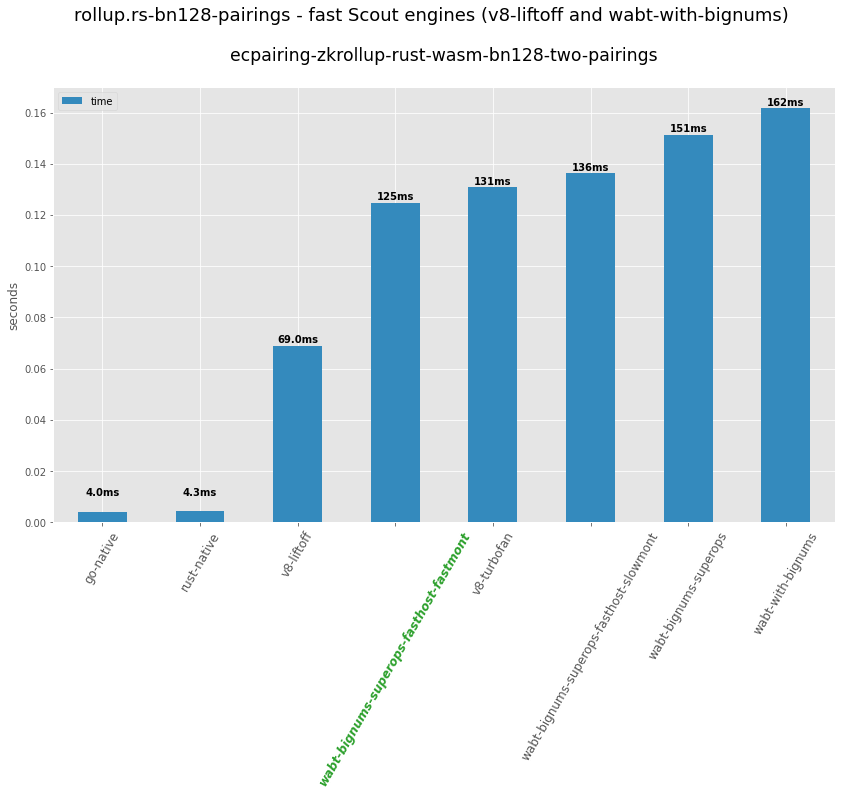 rollup.rs-bn128-pairings - fast Scout engines (v8-liftoff and wabt-with-bignums)
ecpairing-zkrollup-rust-wasm-bn128-two-pairings
time
seconds
0.16
0.14
0.12
0.10
0.08
0.06
0.04
0.02
0.00
4.0ms
4.3ms
69.0ms
125ms
131ms
136ms
151ms
162ms
go-native
rust-native
v8-liftoff
wabt-bignums-superops-fasthost-fastmont
v8-turbofan
wabt-bignums-superops-fasthost-slowmont
wabt-bignums-superops
wabt-with-bignums